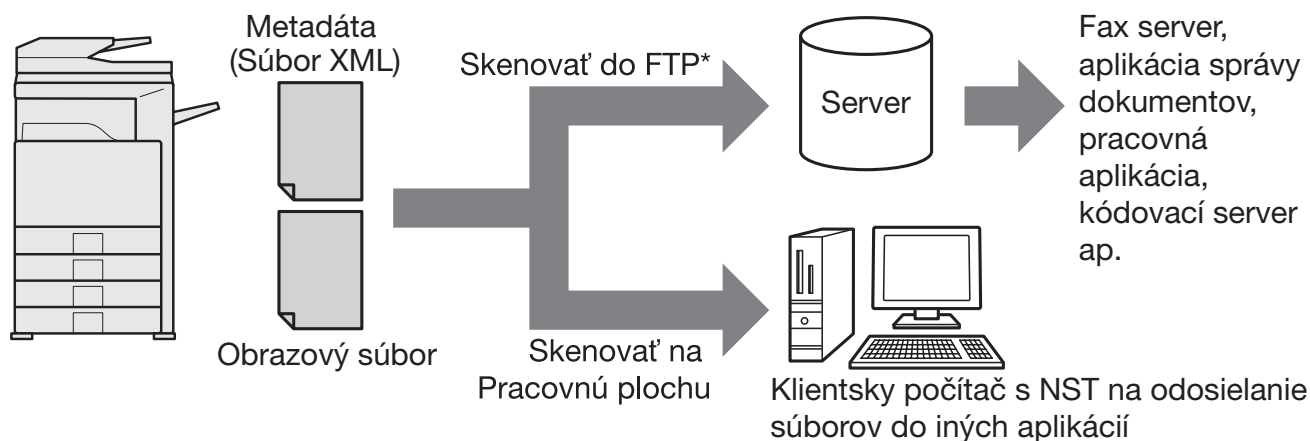 Metadáta
(Súbor XML)
Skenovať do FTP*
Server
Fax server,
aplikácia správy
dokumentov,
pracovná
aplikácia,
kódovací server
ap.
Obrazový súbor
Skenovať na
Pracovnú plochu
Klientsky počítač s NST na odosielanie
súborov do iných aplikácií